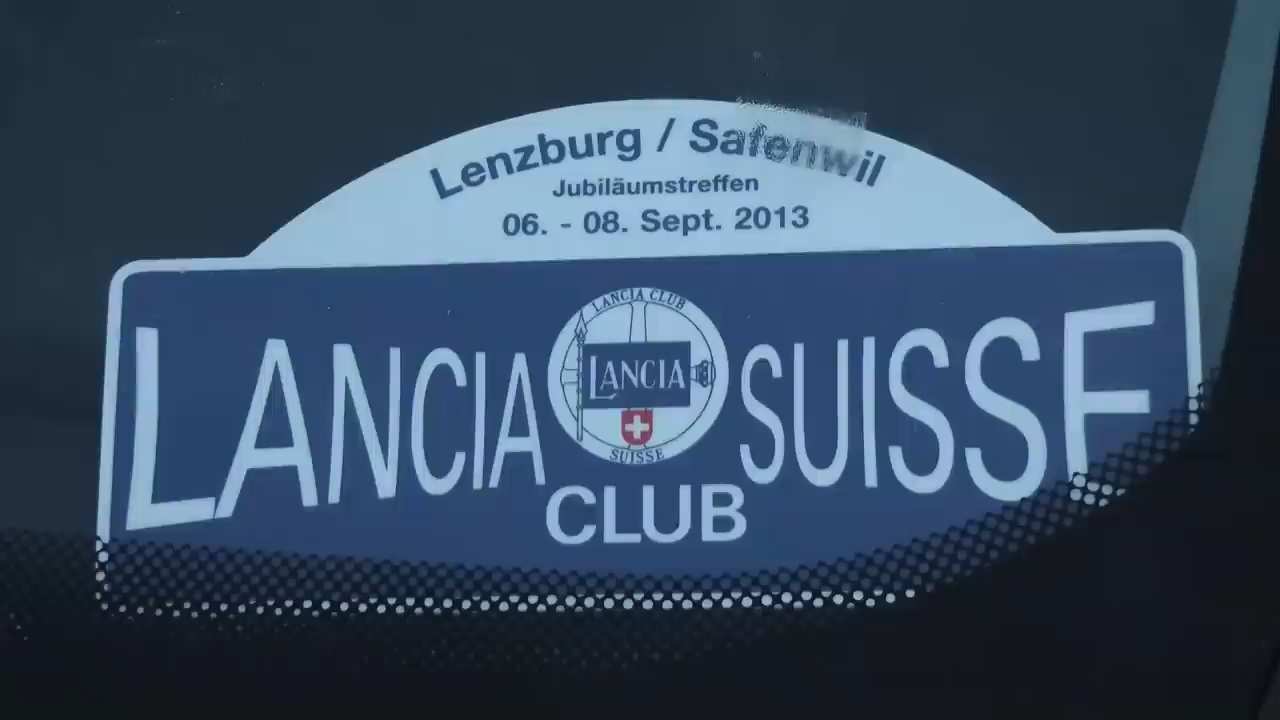 Lenzburg / Safenwil
Jubiläumstreffen
06. - 08. Sept. 2013
LANCIA SUISSE
LANCIA CLUB
LANCIA
SUISSE
CLUB